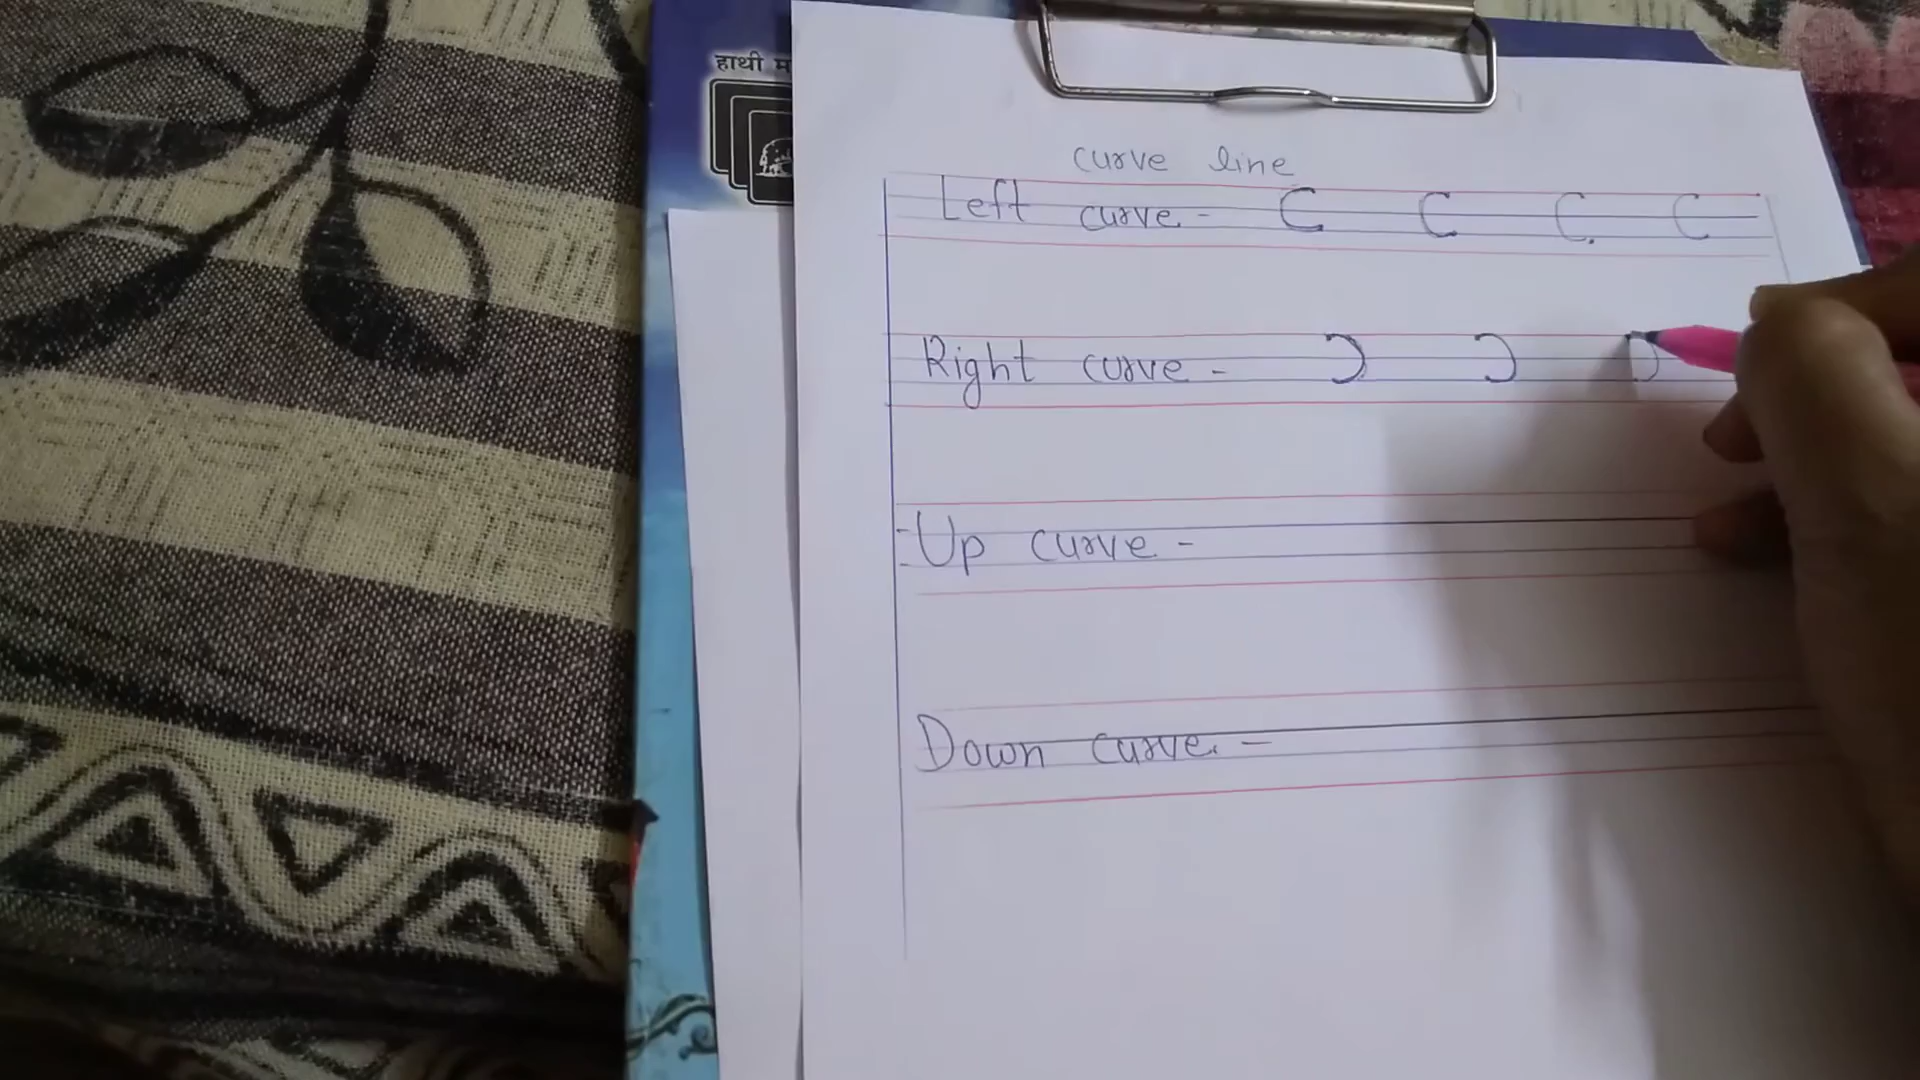 हाथी
curve line
Left curve - C C C. C
Right curve -
Up curve -
Down curve. -